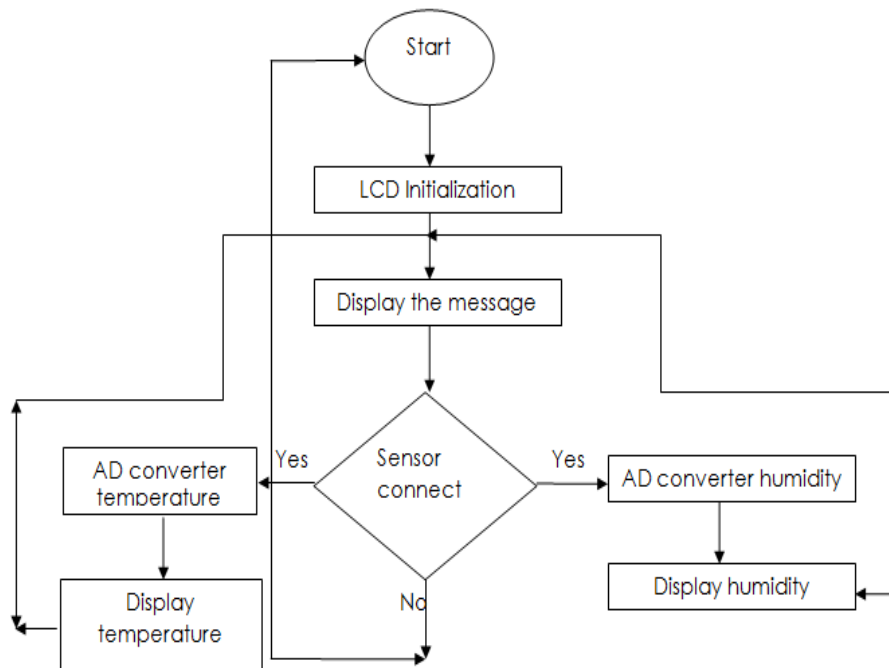 Start
LCD Initialization
Display the message
Sensor
connect
Yes
Yes
AD converter
temperature
AD converter humidity
Display
temperature
Display humidity
No